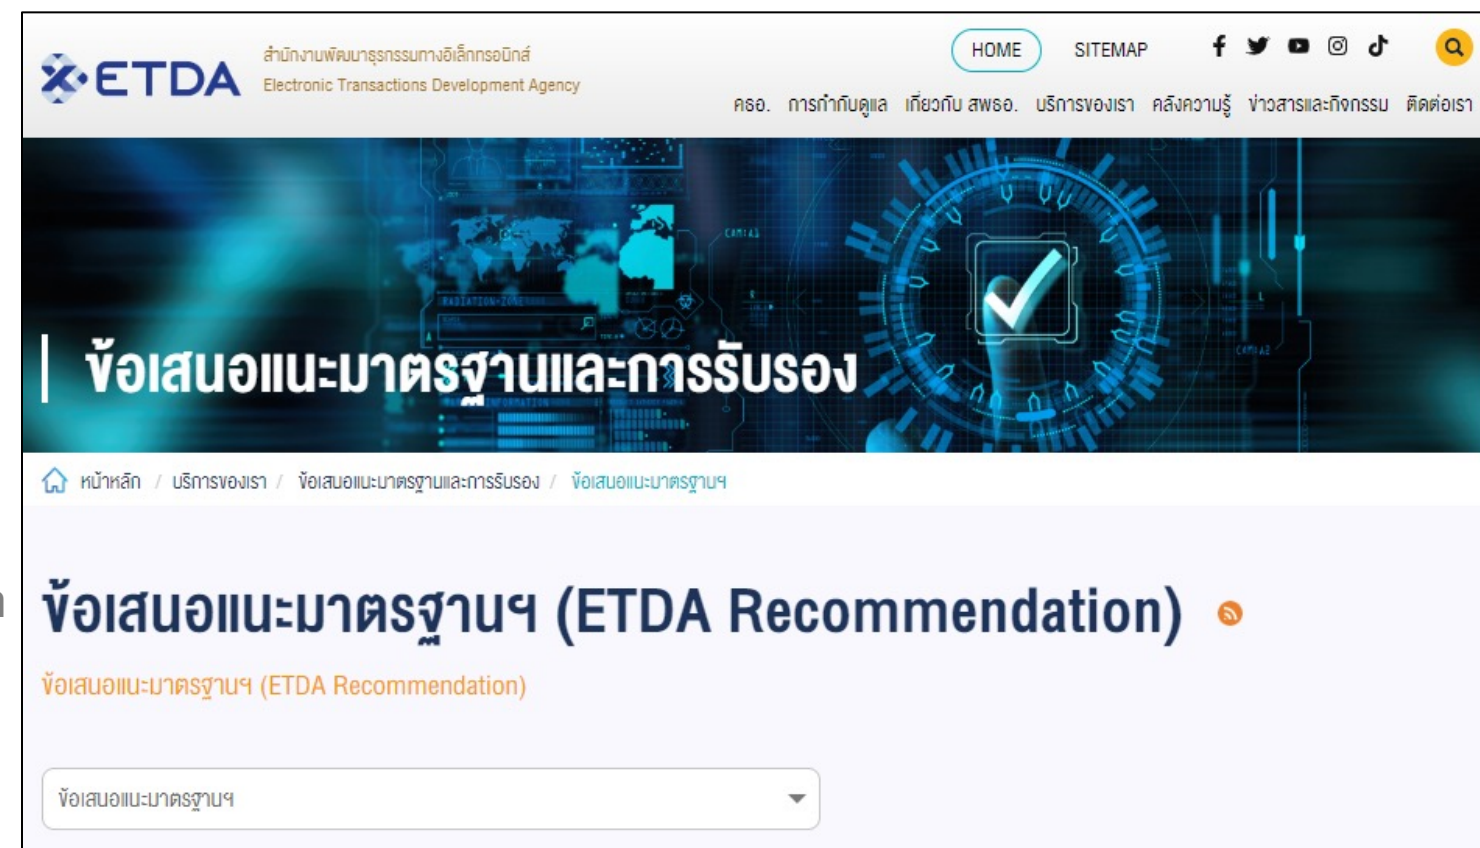 ETDA
สำนักงานพัฒนาธุรกรรมทางอิเล็กทรอนิกส์
Electronic Transactions Development Agency
HOME SITEMAP
คธอ. การกำกับดูแล เกี่ยวกับ สพธอ. บริการของเรา คลังความรู้ ข่าวสารและกิจกรรม ติดต่อเรา
ข้อเสนอแนะมาตรฐานและการรับรอง
หน้าหลัก / บริการของเรา / ข้อเสนอแนะมาตรฐานและการรับรอง / ข้อเสนอแนะมาตรฐานฯ
ข้อเสนอแนะมาตรฐานฯ (ETDA Recommendation)
ข้อเสนอแนะมาตรฐานฯ (ETDA Recommendation)
ข้อเสนอแนะมาตรฐานฯ